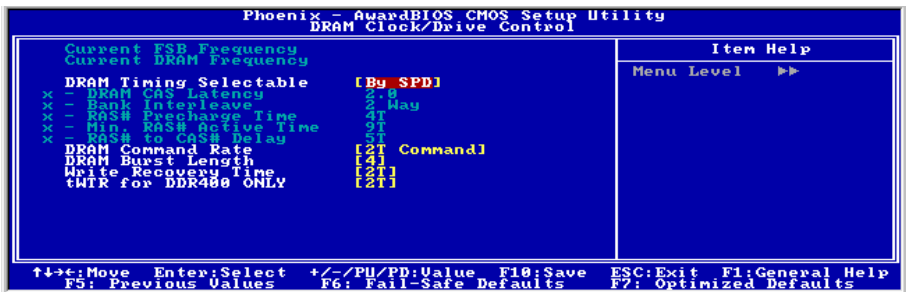 Phoenix - AwardBIOS CMOS Setup Utility
DRAM Clock/Drive Control
Current FSB Frequency
Current DRAM Frequency
DRAM Timing Selectable [By SPD]
x - DRAM CAS Latency 2.0
x - Bank Interleave 2 Way
x - RAS# Precharge Time 4T
x - Min. RAS# Active Time 9T
x - RAS# to CAS# Delay 5T
DRAM Command Rate [2T Command]
DRAM Burst Length [4]
Write Recovery Time [2T]
tWTR for DDR400 ONLY [2T]
Item Help
Menu Level ▶▶
↑↓→←:Move Enter:Select +/-/PU/PD:Value F10:Save ESC:Exit F1:General Help
F5: Previous Values F6: Fail-Safe Defaults F7: Optimized Defaults